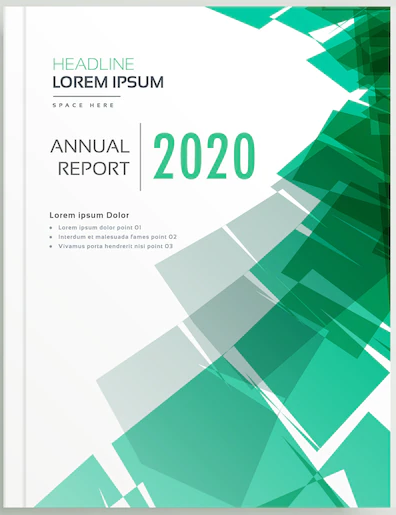 HEADLINE
LOREM IPSUM
SPACE HERE
ANNUAL
REPORT
2020
Lorem ipsum Dolor
• Lorem ipsum dolor point 01
• Interdum et malesuada fames point 02
• Vivamus porta hendrerit nisi point 03